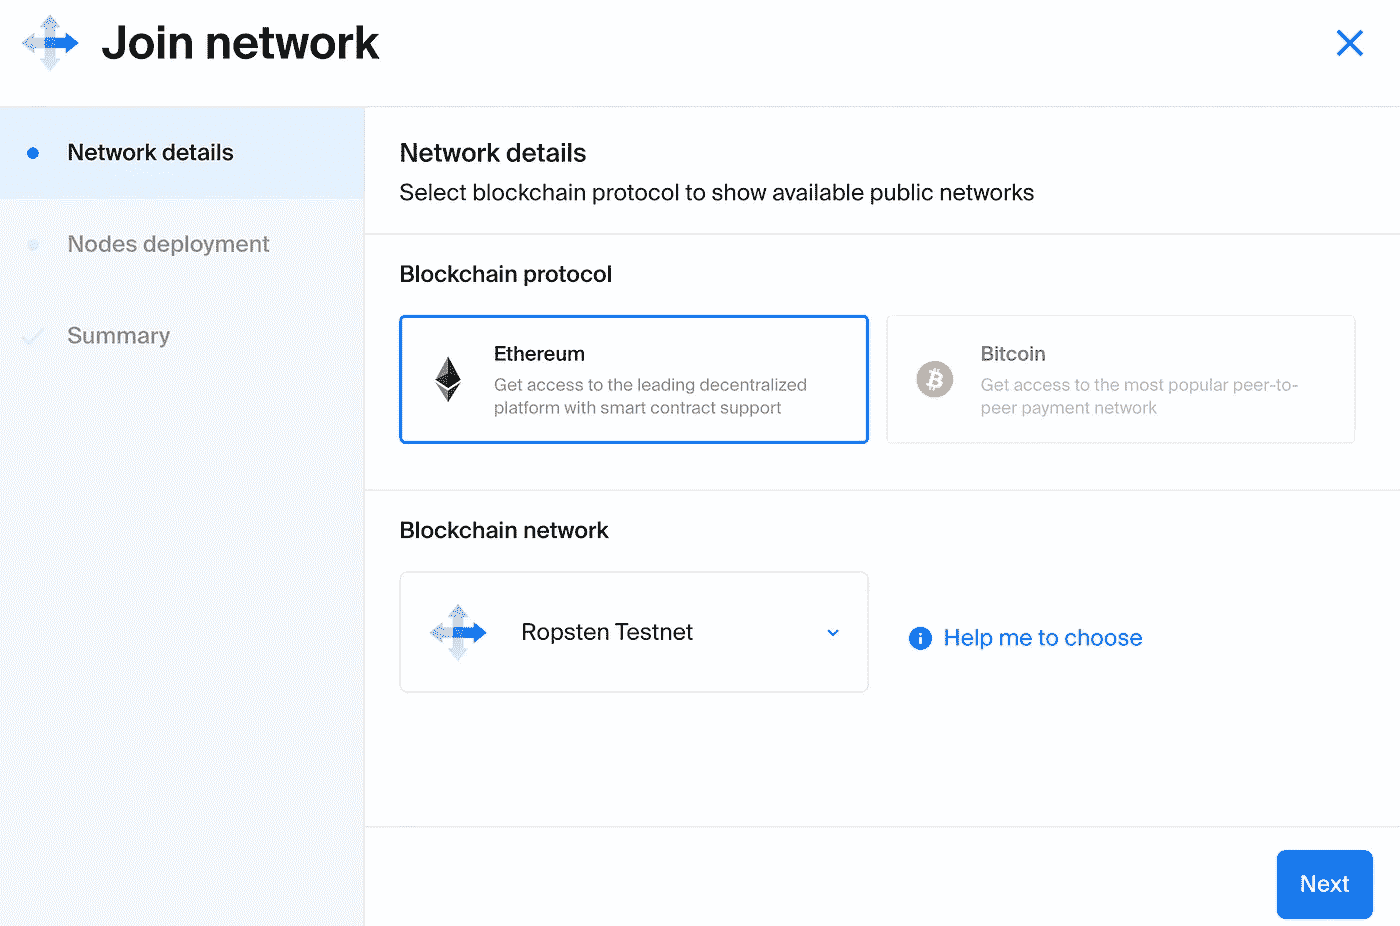 Join network
Network details
Nodes deployment
Summary
Network details
Select blockchain protocol to show available public networks
Blockchain protocol
Ethereum
Get access to the leading decentralized
platform with smart contract support
Bitcoin
Get access to the most popular peer-to-
peer payment network
Blockchain network
Ropsten Testnet
Help me to choose
Next